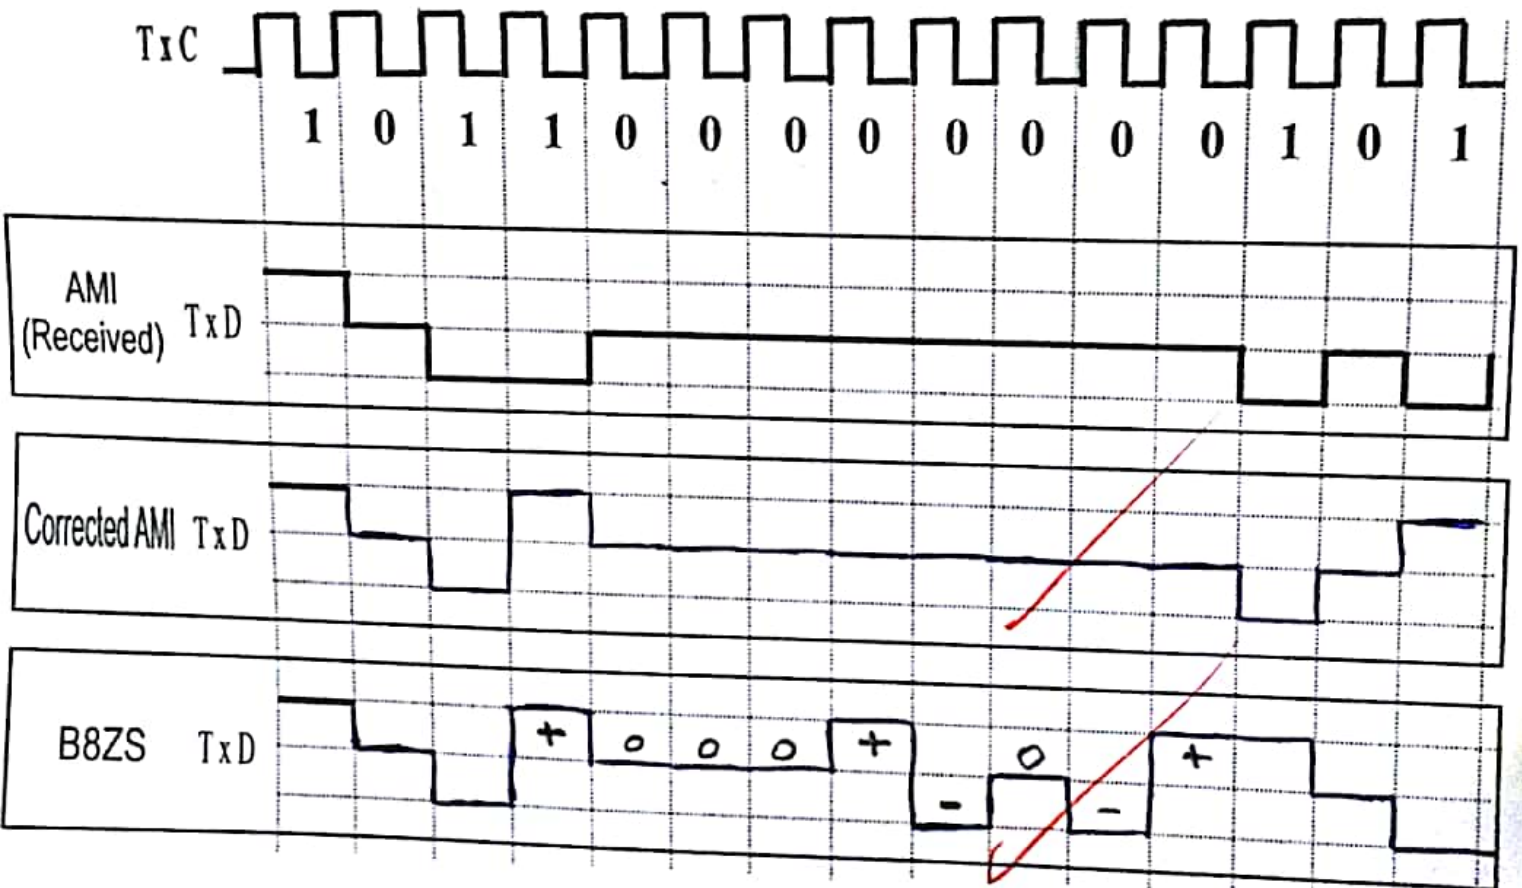 TxC
1 0 1 1 0 0 0 0 0 0 0 0 1 0 1
AMI
(Received) TxD
Corrected AMI TxD
B8ZS TxD
+ 0 0 0 + - 0 - +